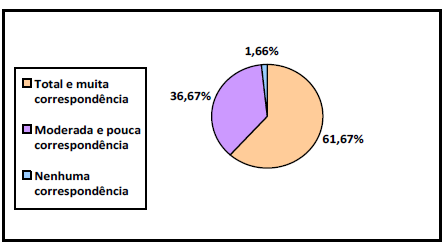 1,66%
36,67%
61,67%
Total e muita
correspondência
Moderada e pouca
correspondência
Nenhuma
correspondência